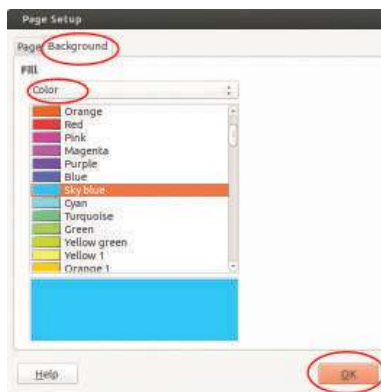 Page Setup
Page Background
Fill
Color
Orange
Red
Pink
Magenta
Purple
Blue
Sky blue
Cyan
Turquoise
Green
Yellow green
Yellow 1
Orange 1
Help OK